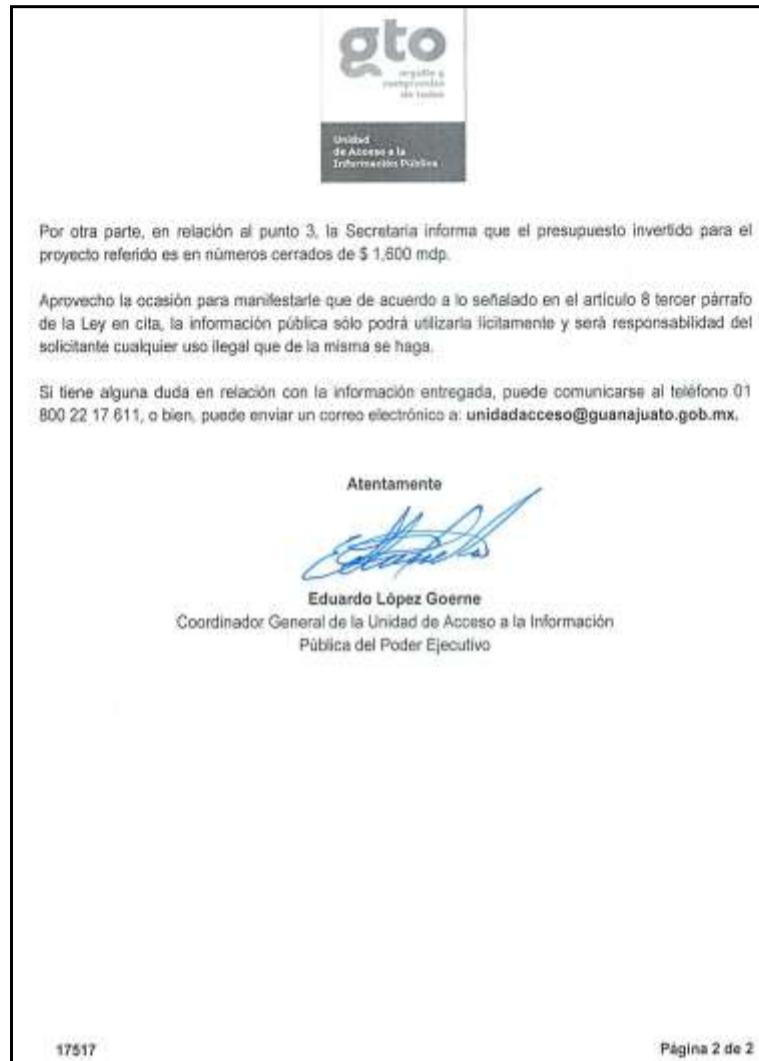 gto
orgullo y
compromiso
de todos
Unidad
de Acceso a la
Información Pública
Por otra parte, en relación al punto 3, la Secretaria informa que el presupuesto invertido para el
proyecto referido es en números cerrados de $ 1,600 mdp.
Aprovecho la ocasión para manifestarle que de acuerdo a lo señalado en el artículo 8 tercer párrafo
de la Ley en cita, la información pública sólo podrá utilizarla lícitamente y será responsabilidad del
solicitante cualquier uso ilegal que de la misma se haga.
Si tiene alguna duda en relación con la información entregada, puede comunicarse al teléfono 01
800 22 17 611, o bien, puede enviar un correo electrónico a: unidadacceso@guanajuato.gob.mx.
Atentamente
Eduardo López Goerne
Coordinador General de la Unidad de Acceso a la Información
Pública del Poder Ejecutivo
17517
Página 2 de 2